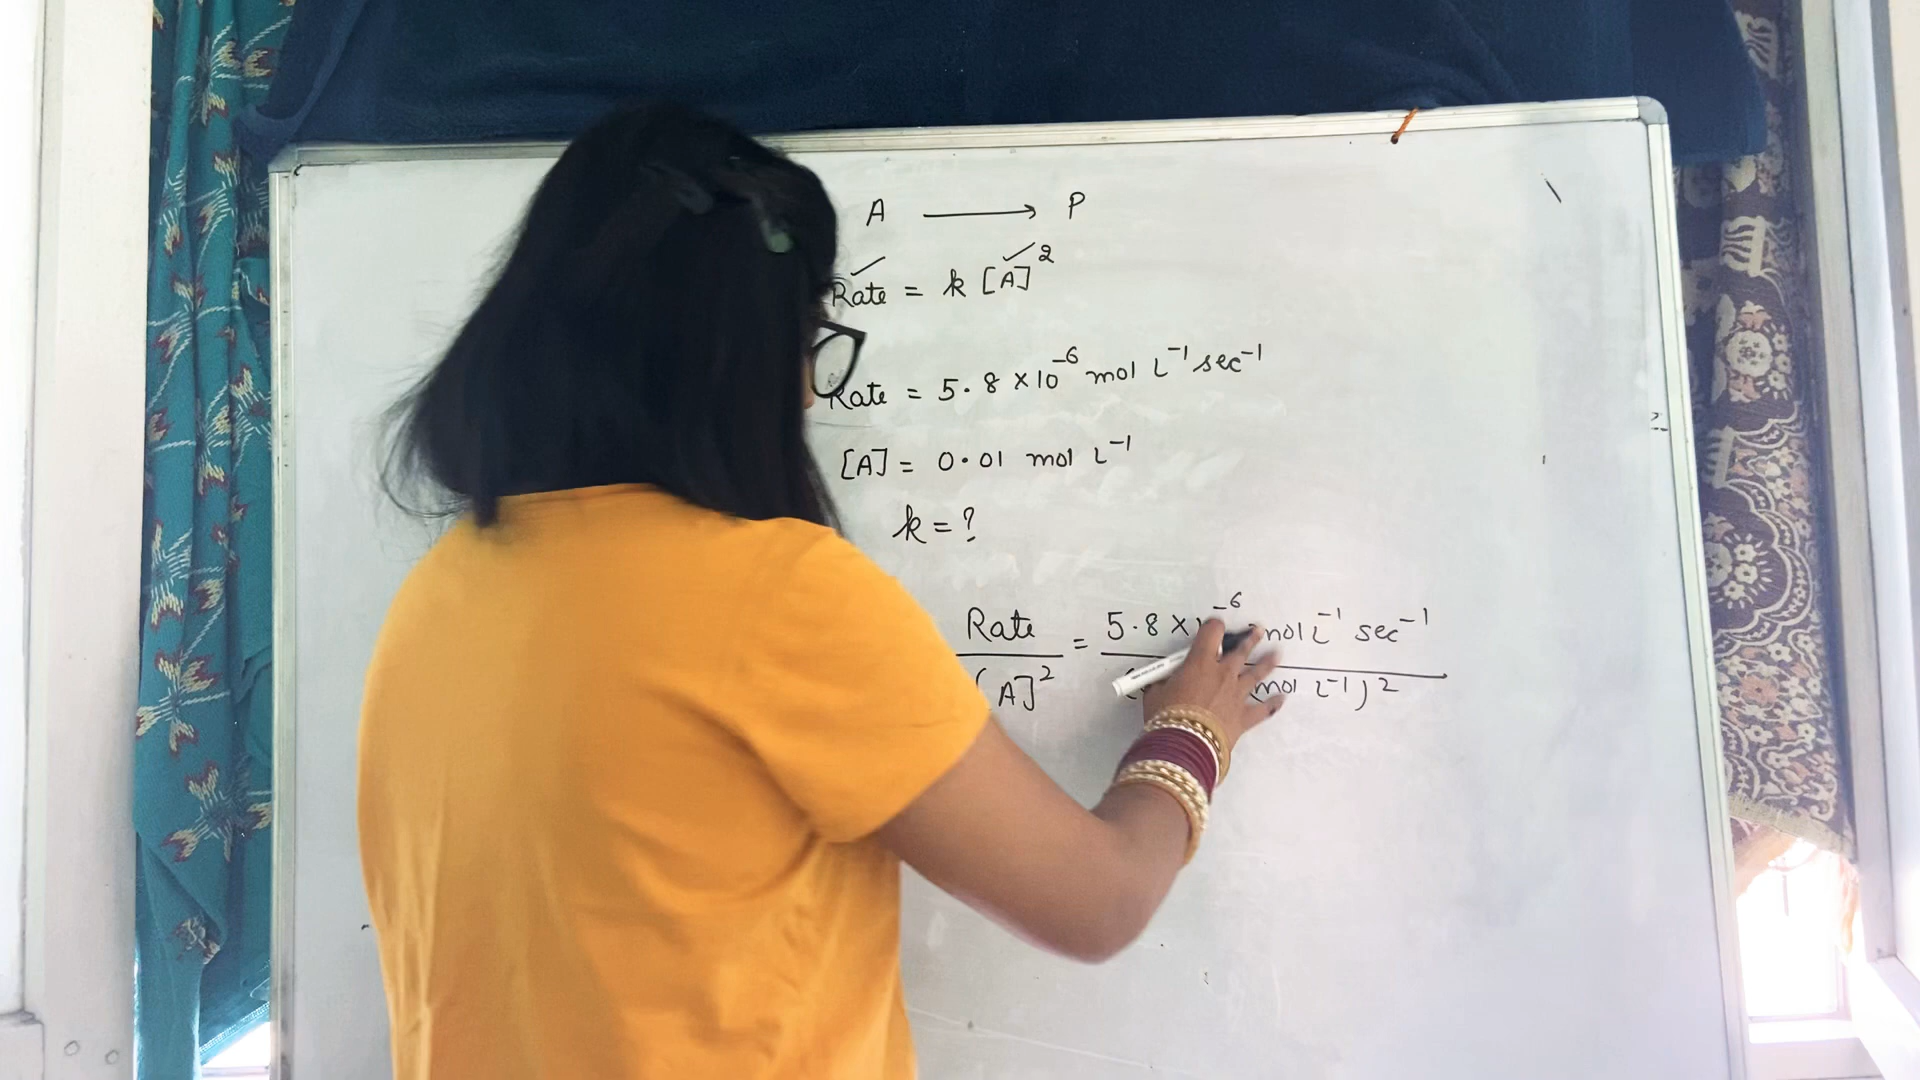 A ⟶ P
Rate = k [A]²
Rate = 5.8 × 10⁻⁶ mol L⁻¹ sec⁻¹
[A] = 0.01 mol L⁻¹
k = ?
Rate / [A]² = 5.8 × ⁻⁶ mol L⁻¹ sec⁻¹ / ( mol L⁻¹)²